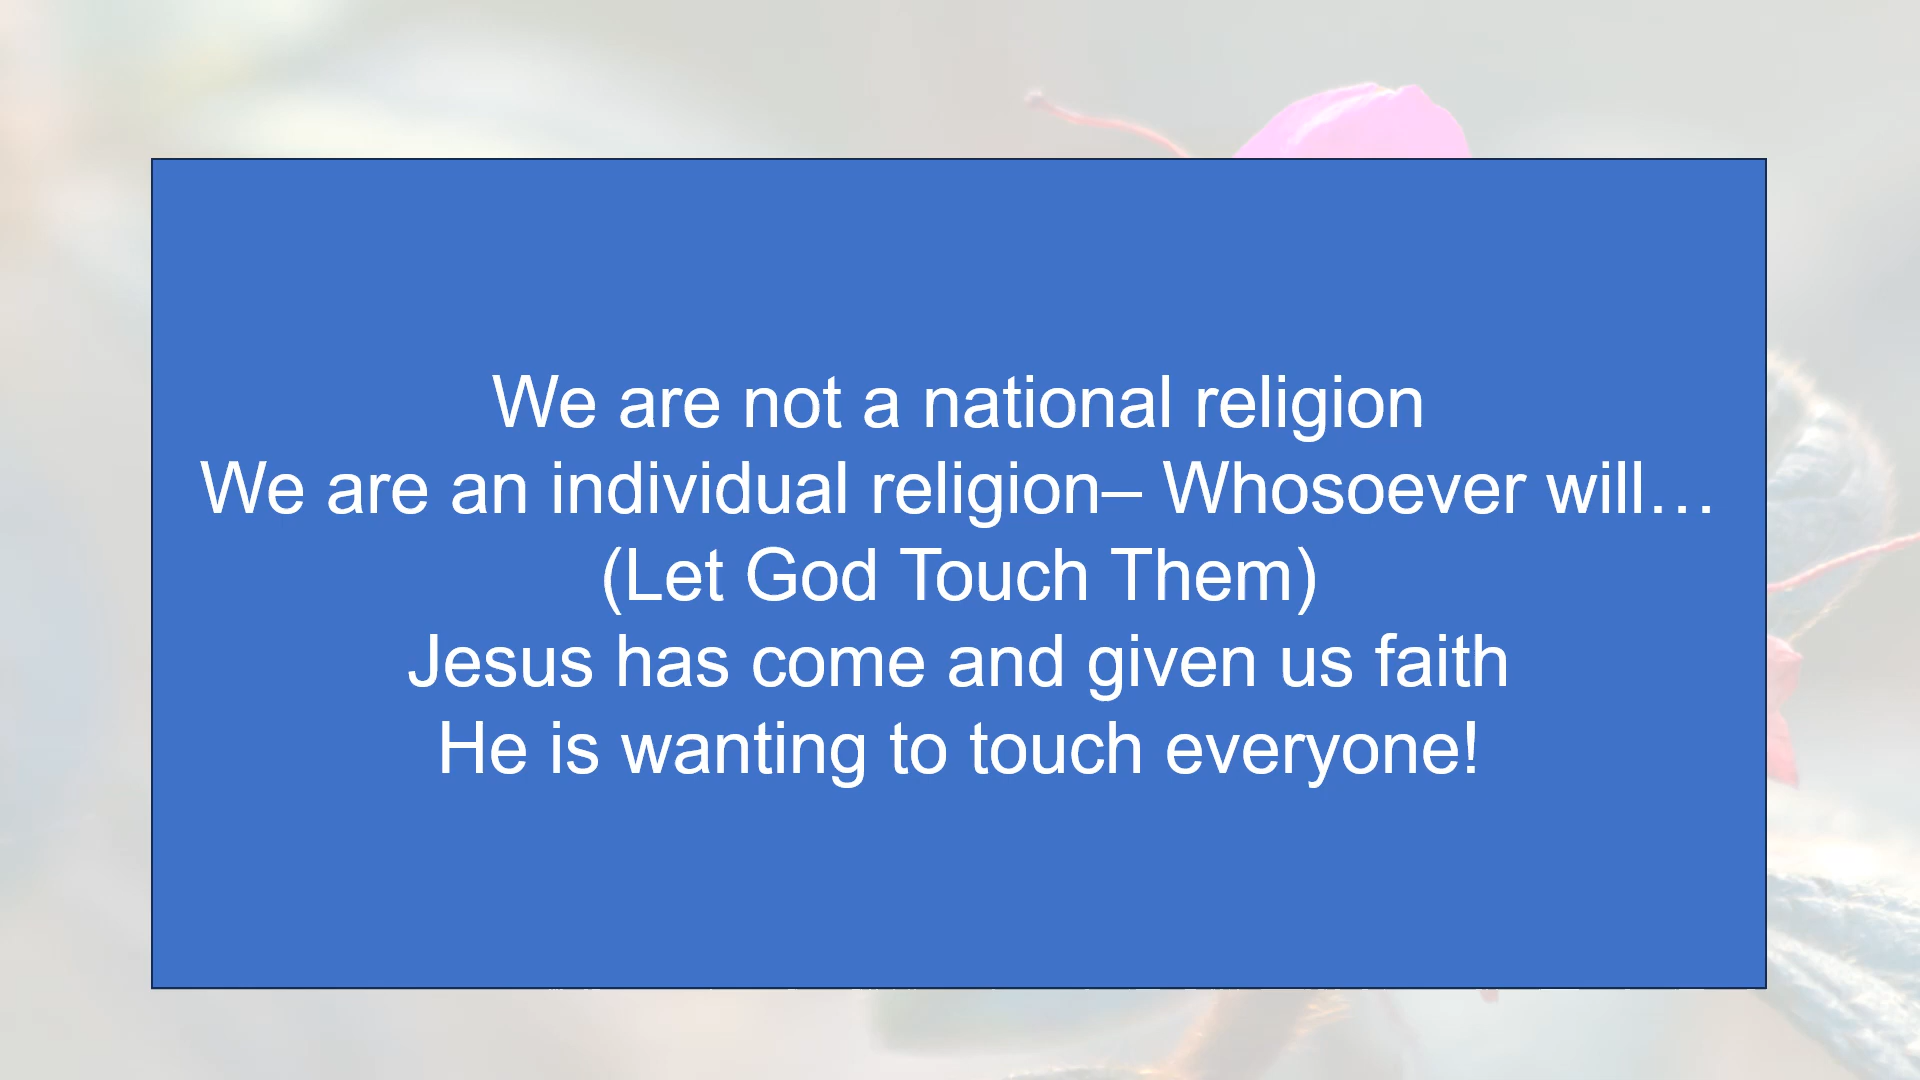 We are not a national religion
We are an individual religion– Whosoever will…
(Let God Touch Them)
Jesus has come and given us faith
He is wanting to touch everyone!